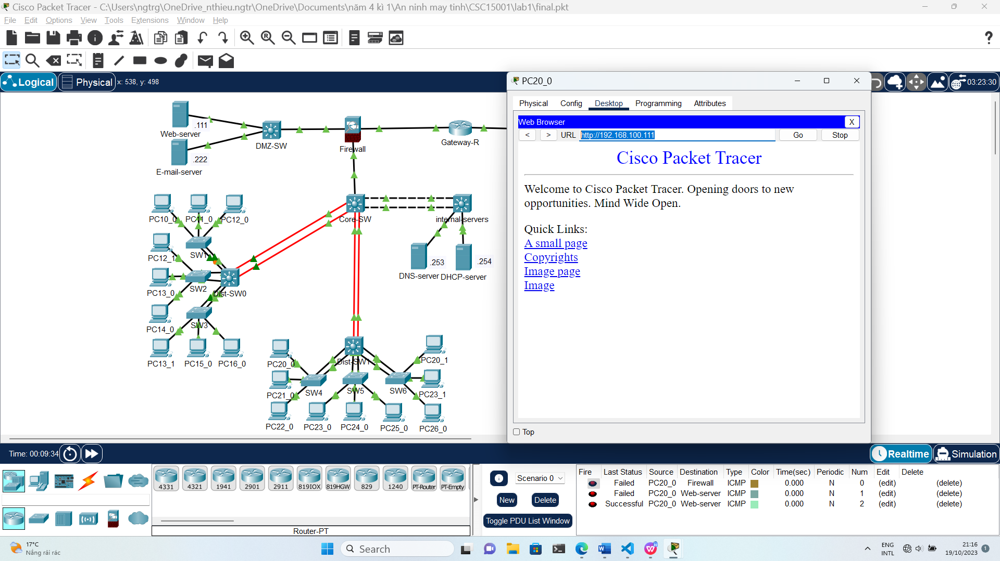 Cisco Packet Tracer - C:\Users\ngtrg\OneDrive_nthieu.ngtr\OneDrive\Documents\năm 4 kì 1\An ninh may tinh\CSC15001\lab1\final.pkt
File Edit Options View Tools Extensions Window Help
Logical Physical x: 538, y: 498
03:23:30
Web-server
.111
E-mail-server
.222
DMZ-SW
Firewall
Gateway-R
Core-SW
internal-servers
DNS-server
.253
DHCP-server
.254
PC10_0
PC11_0
PC12_0
SW1
PC12_1
SW2
Dist-SW0
PC13_0
PC14_0
SW3
PC13_1
PC15_0
PC16_0
Dist-SW1
PC20_0
PC20_1
PC21_0
SW4
SW5
SW6
PC23_1
PC22_0
PC23_0
PC24_0
PC25_0
PC26_0
PC20_0
Physical Config Desktop Programming Attributes
Web Browser X
< > URL http://192.168.100.111 Go Stop
Cisco Packet Tracer
Welcome to Cisco Packet Tracer. Opening doors to new
opportunities. Mind Wide Open.
Quick Links:
A small page
Copyrights
Image page
Image
Top
Time: 00:09:34
Realtime Simulation
4331 4321 1941 2901 2911 819IOX 819HGW 829 1240 PT-Router PT-Empty
Router-PT
Scenario 0
New Delete
Toggle PDU List Window
Fire Last Status Source Destination Type Color Time(sec) Periodic Num Edit Delete
Failed PC20_0 Firewall ICMP 0.000 N 0 (edit) (delete)
Failed PC20_0 Web-server ICMP 0.000 N 1 (edit) (delete)
Successful PC20_0 Web-server ICMP 0.000 N 2 (edit) (delete)
17°C
Nắng rải rác
Search
ENG
INTL
21:16
19/10/2023
1